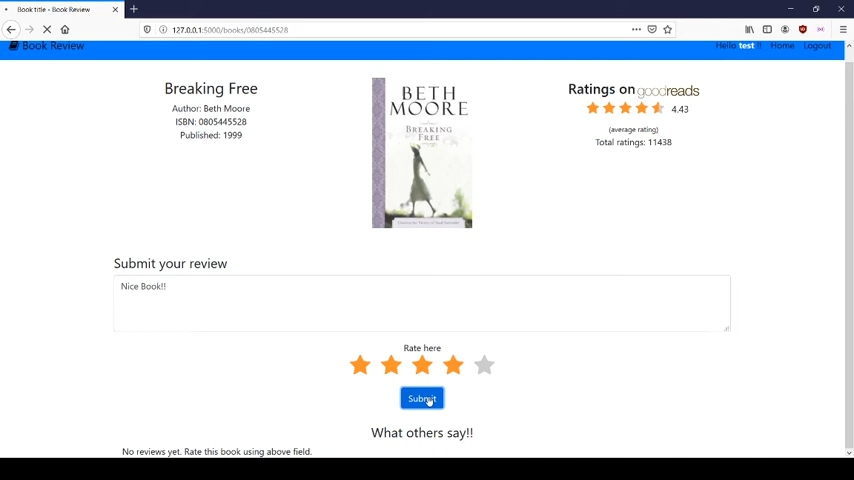 Book title - Book Review
127.0.0.1:5000/books/0805445528
Book Review
Hello test !! Home Logout
Breaking Free
Author: Beth Moore
ISBN: 0805445528
Published: 1999
BETH
MOORE
BREAKING
FREE
Ratings on goodreads
4.43
(average rating)
Total ratings: 11438
Submit your review
Nice Book!!
Rate here
Submit
What others say!!
No reviews yet. Rate this book using above field.